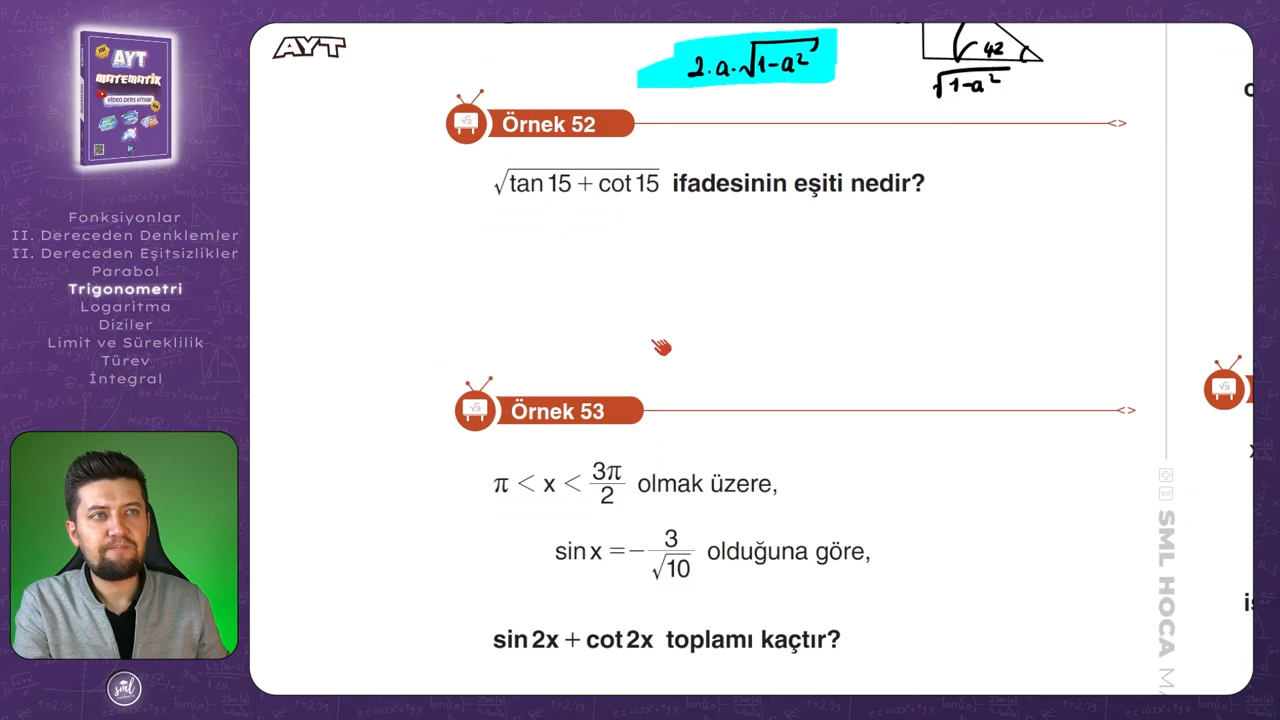 AYT
MATEMATİK
VİDEO DERS KİTABI
Fonksiyonlar
II. Dereceden Denklemler
II. Dereceden Eşitsizlikler
Parabol
Trigonometri
Logaritma
Diziler
Limit ve Süreklilik
Türev
İntegral
sml
AYT
2.a.√1-a²
42
√1-a²
Örnek 52
√tan 15 + cot 15 ifadesinin eşiti nedir?
Örnek 53
π < x < 3π/2 olmak üzere,
sin x = - 3/√10 olduğuna göre,
sin 2x + cot 2x toplamı kaçtır?
SML HOCA